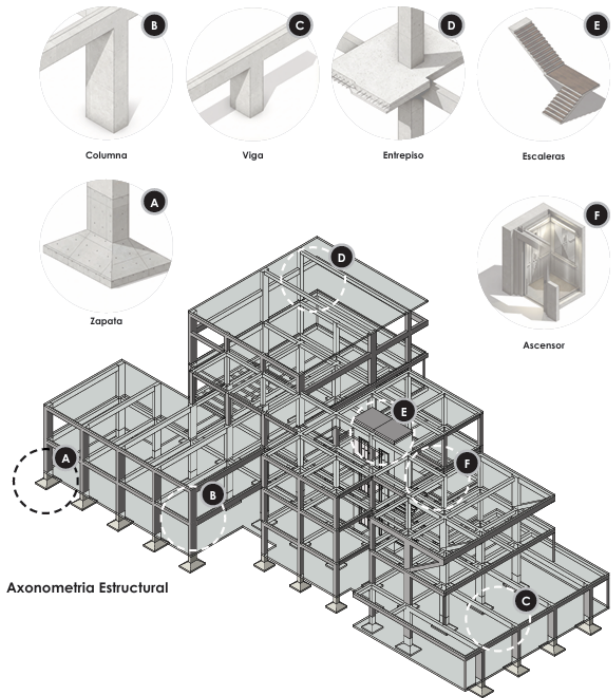 B
C
D
E
Columna
Viga
Entrepiso
Escaleras
A
F
Zapata
Ascensor
D
E
A
F
B
Axonometria Estructural
C